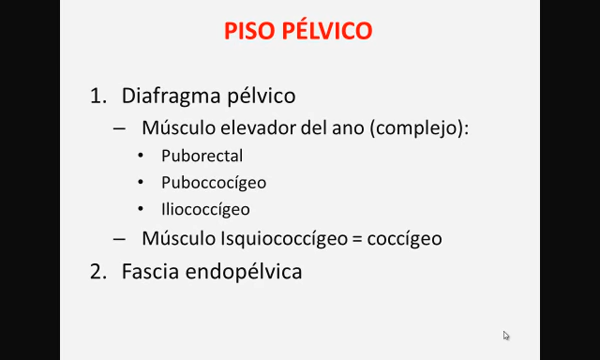 PISO PÉLVICO
1. Diafragma pélvico
– Músculo elevador del ano (complejo):
• Puborectal
• Puboccocígeo
• Iliococcígeo
– Músculo Isquiococcígeo = coccígeo
2. Fascia endopélvica